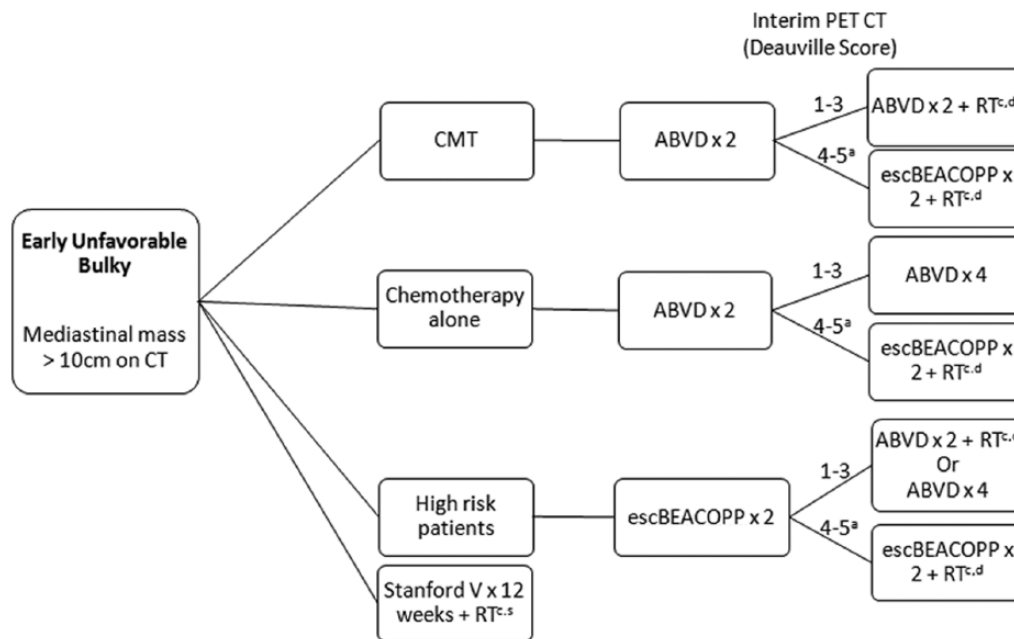 Interim PET CT
(Deauville Score)
Early Unfavorable
Bulky
Mediastinal mass
> 10cm on CT
CMT
ABVD x 2
1-3
ABVD x 2 + RTᶜ·ᵈ
4-5ᵃ
escBEACOPP x
2 + RTᶜ·ᵈ
Chemotherapy
alone
ABVD x 2
1-3
ABVD x 4
4-5ᵃ
escBEACOPP x
2 + RTᶜ·ᵈ
High risk
patients
escBEACOPP x 2
1-3
ABVD x 2 + RTᶜ·
Or
ABVD x 4
4-5ᵃ
escBEACOPP x
2 + RTᶜ·ᵈ
Stanford V x 12
weeks + RTᶜ·ˢ